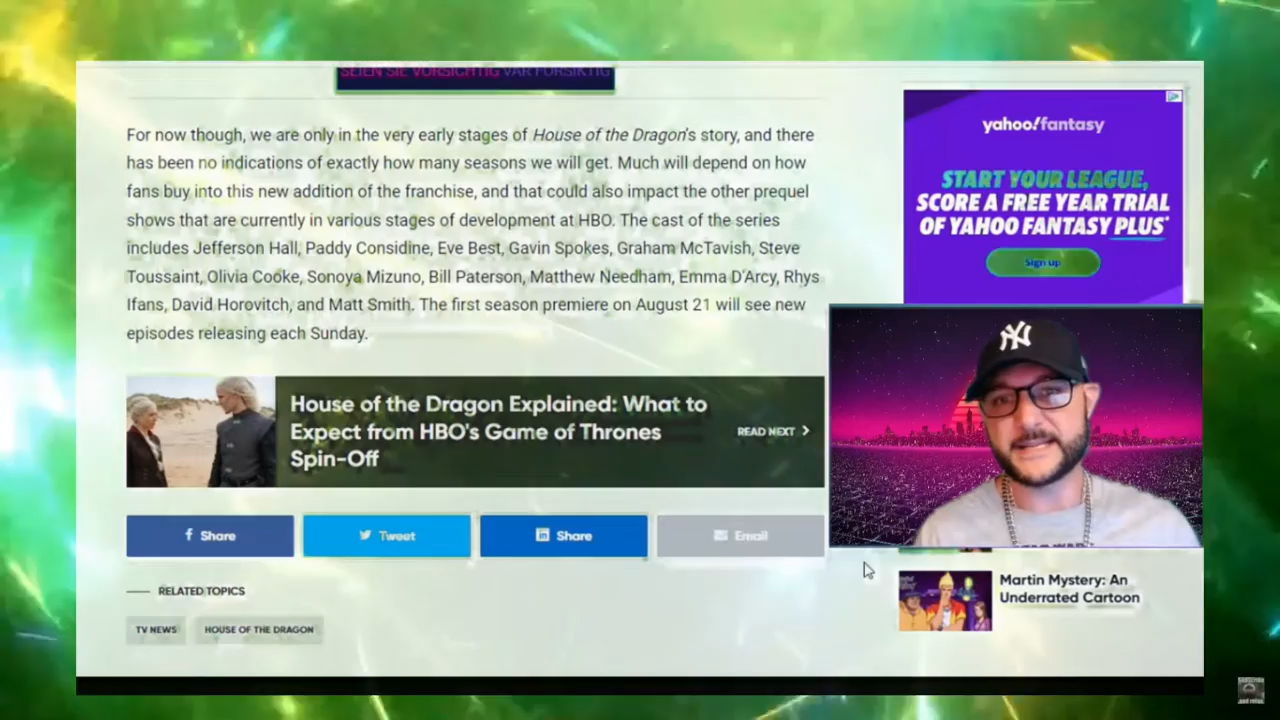 SEIEN SIE VORSICHTIG VAR FORSIKTIG
For now though, we are only in the very early stages of House of the Dragon's story, and there
has been no indications of exactly how many seasons we will get. Much will depend on how
fans buy into this new addition of the franchise, and that could also impact the other prequel
shows that are currently in various stages of development at HBO. The cast of the series
includes Jefferson Hall, Paddy Considine, Eve Best, Gavin Spokes, Graham McTavish, Steve
Toussaint, Olivia Cooke, Sonoya Mizuno, Bill Paterson, Matthew Needham, Emma D'Arcy, Rhys
Ifans, David Horovitch, and Matt Smith. The first season premiere on August 21 will see new
episodes releasing each Sunday.
House of the Dragon Explained: What to
Expect from HBO's Game of Thrones
Spin-Off
READ NEXT
Share
Tweet
Share
Email
RELATED TOPICS
TV NEWS
HOUSE OF THE DRAGON
yahoo!fantasy
START YOUR LEAGUE,
SCORE A FREE YEAR TRIAL
OF YAHOO FANTASY PLUS*
Sign up
NY
Martin Mystery: An
Underrated Cartoon